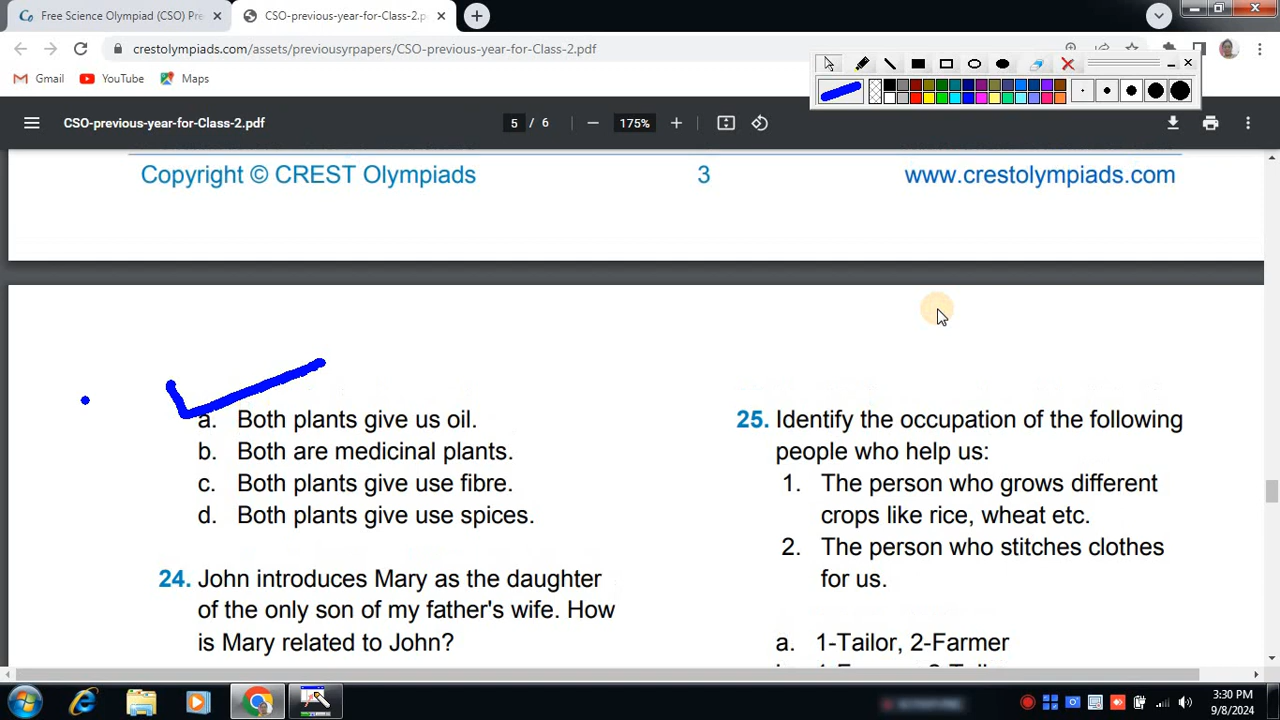 Free Science Olympiad (CSO) Pre
CSO-previous-year-for-Class-2.p
crestolympiads.com/assets/previousyrpapers/CSO-previous-year-for-Class-2.pdf
Gmail
YouTube
Maps
CSO-previous-year-for-Class-2.pdf
5 / 6
175%
Copyright © CREST Olympiads
3
www.crestolympiads.com
a. Both plants give us oil.
b. Both are medicinal plants.
c. Both plants give use fibre.
d. Both plants give use spices.
24. John introduces Mary as the daughter
of the only son of my father's wife. How
is Mary related to John?
25. Identify the occupation of the following
people who help us:
1. The person who grows different
crops like rice, wheat etc.
2. The person who stitches clothes
for us.
a. 1-Tailor, 2-Farmer
3:30 PM
9/8/2024